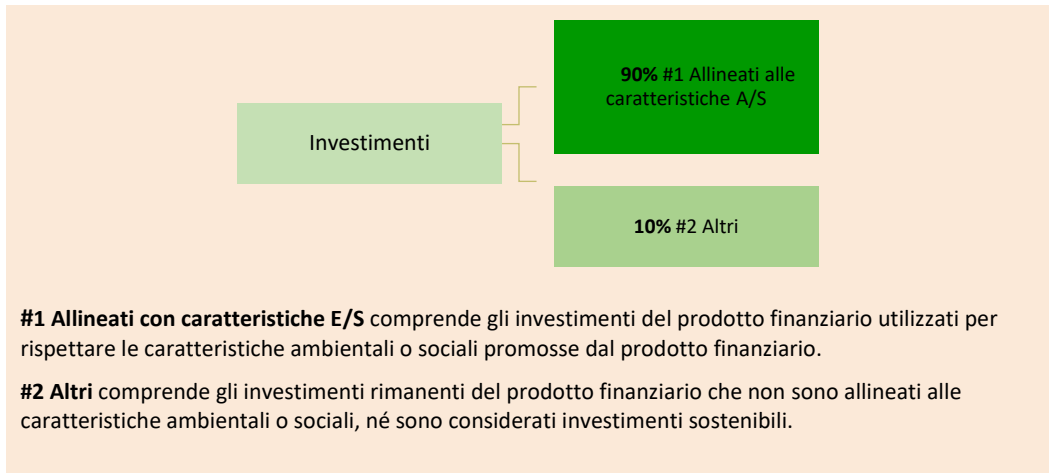 90% #1 Allineati alle
caratteristiche A/S
Investimenti
10% #2 Altri
#1 Allineati con caratteristiche E/S comprende gli investimenti del prodotto finanziario utilizzati per
rispettare le caratteristiche ambientali o sociali promosse dal prodotto finanziario.
#2 Altri comprende gli investimenti rimanenti del prodotto finanziario che non sono allineati alle
caratteristiche ambientali o sociali, né sono considerati investimenti sostenibili.